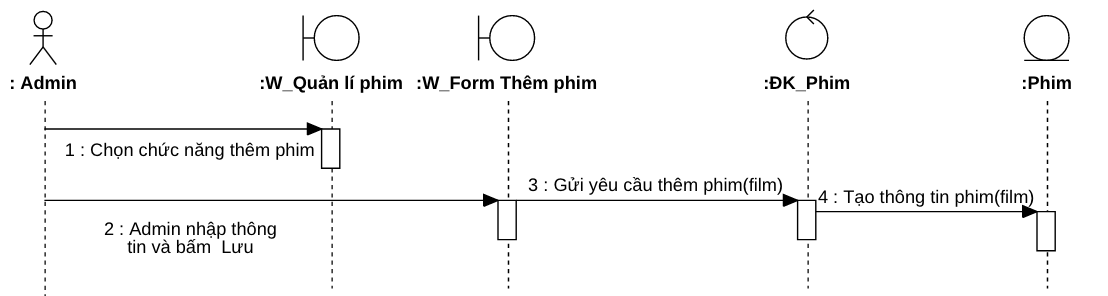 : Admin
:W_Quản lí phim
:W_Form Thêm phim
:ĐK_Phim
:Phim
1 : Chọn chức năng thêm phim
3 : Gửi yêu cầu thêm phim(film)
4 : Tạo thông tin phim(film)
2 : Admin nhập thông
tin và bấm  Lưu